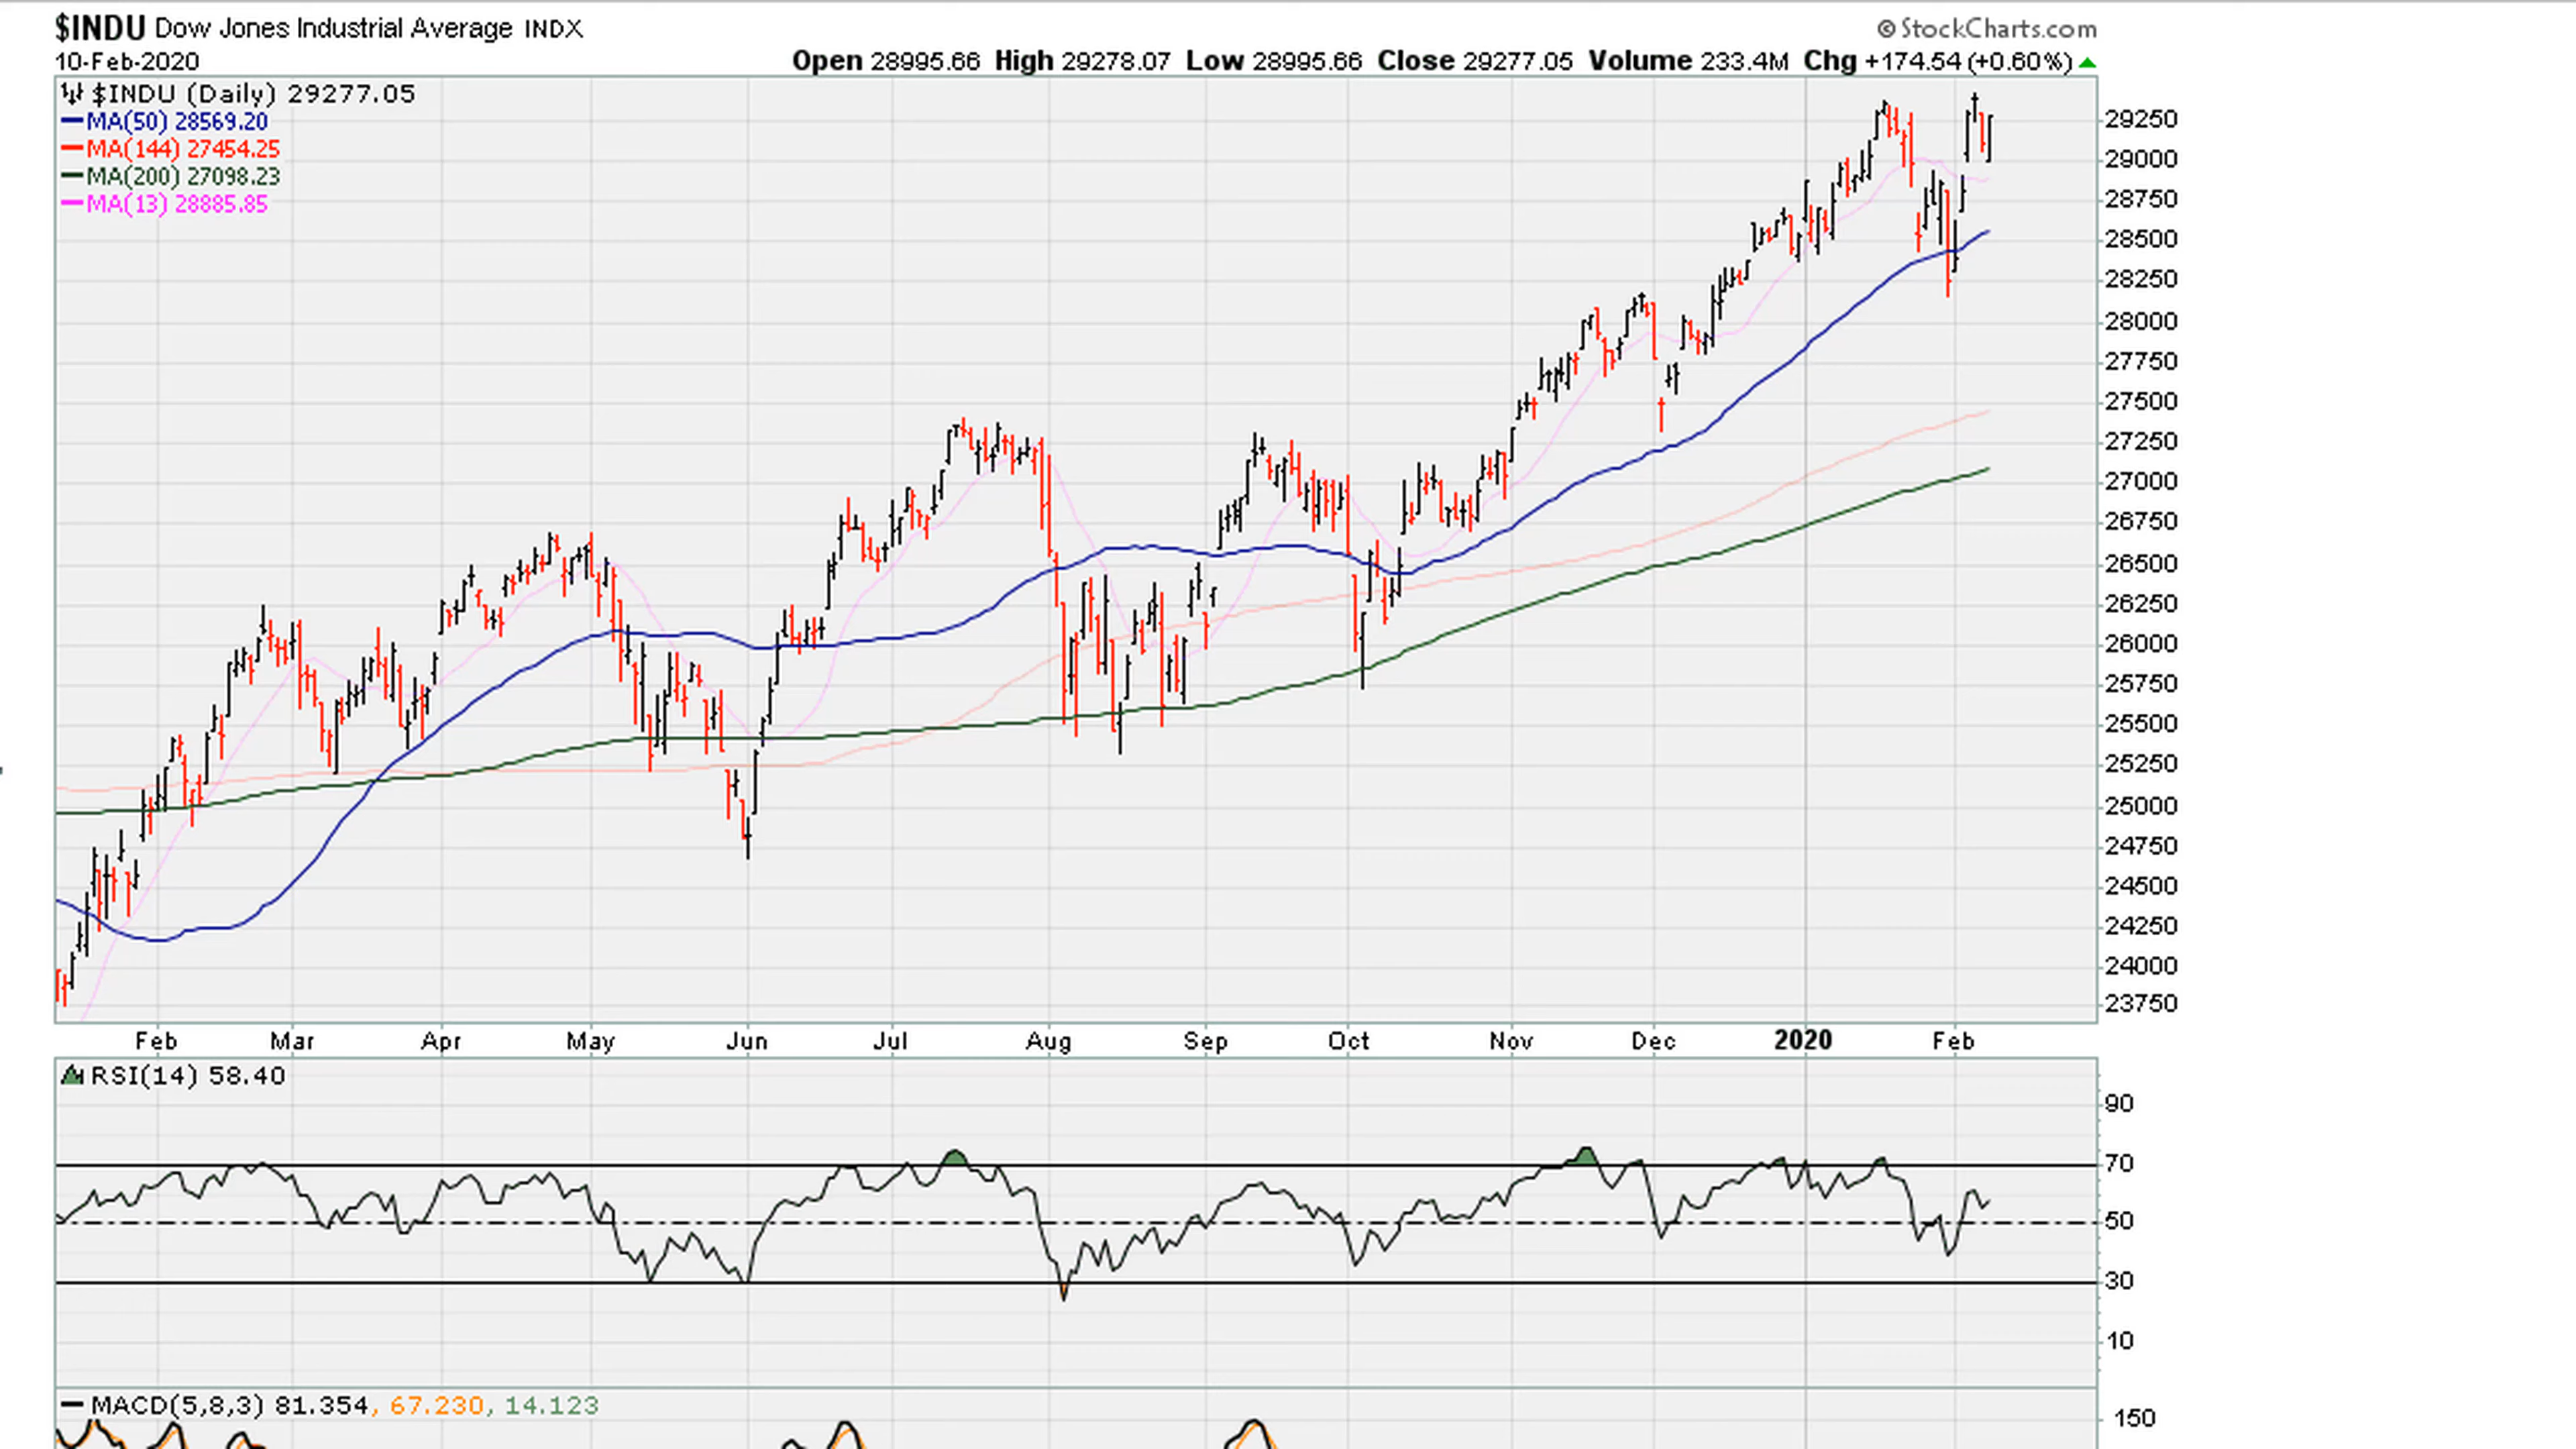 $INDU Dow Jones Industrial Average INDX
© StockCharts.com
10-Feb-2020
Open 28995.66 High 29278.07 Low 28995.66 Close 29277.05 Volume 233.4M Chg +174.54 (+0.60%)
$INDU (Daily) 29277.05
MA(50) 28569.20
MA(144) 27454.25
MA(200) 27098.23
MA(13) 28885.85
29250
29000
28750
28500
28250
28000
27750
27500
27250
27000
26750
26500
26250
26000
25750
25500
25250
25000
24750
24500
24250
24000
23750
Feb Mar Apr May Jun Jul Aug Sep Oct Nov Dec 2020 Feb
RSI(14) 58.40
90
70
50
30
10
MACD(5,8,3) 81.354, 67.230, 14.123
150